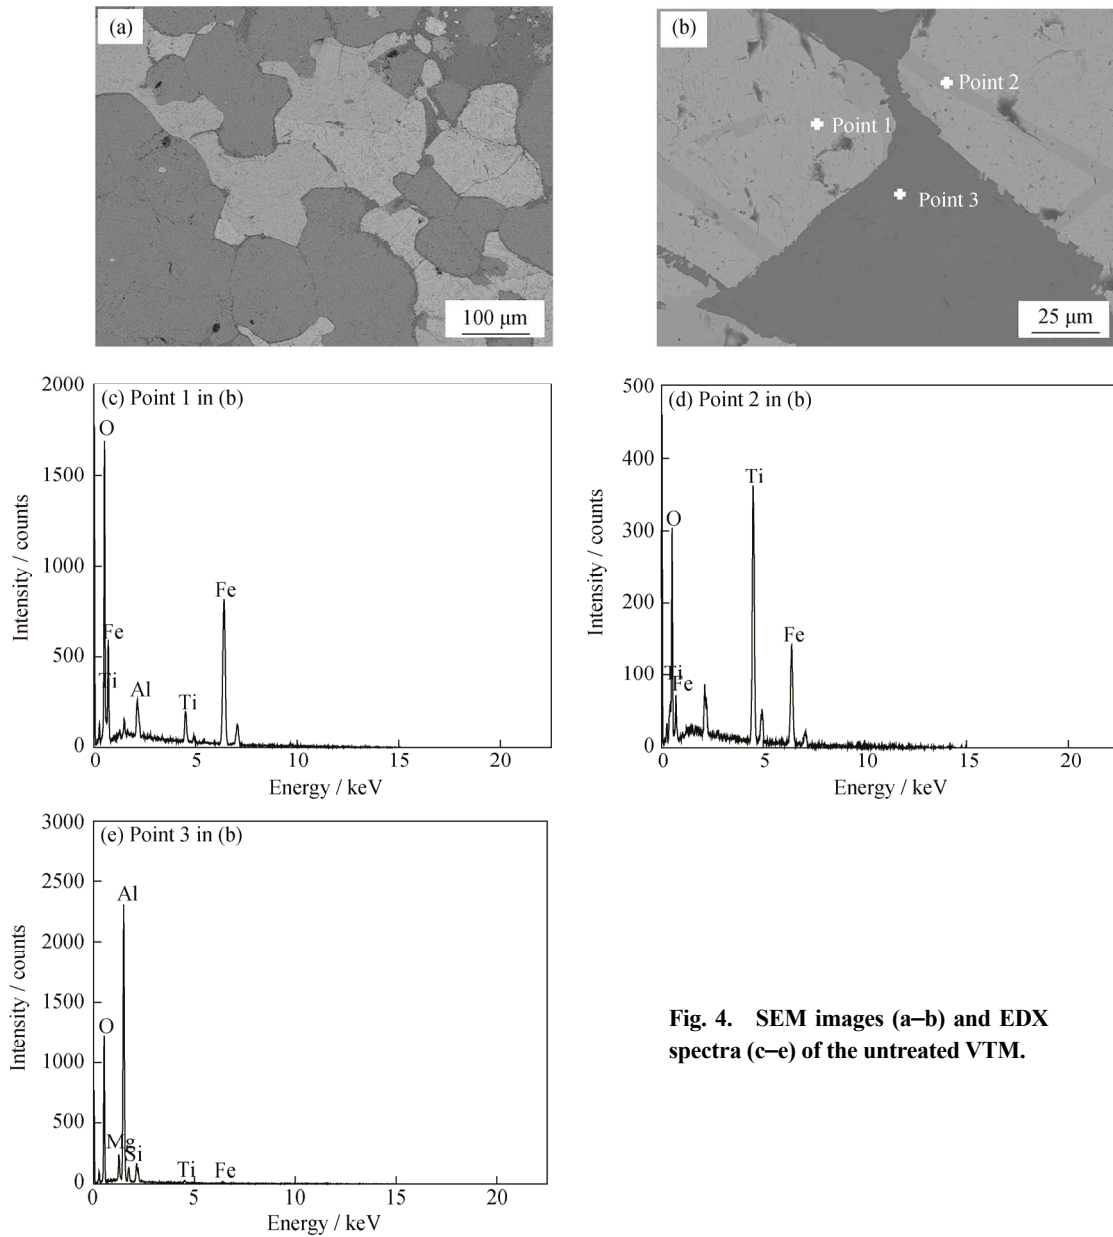 (a)
100 μm
(b)
Point 2
Point 1
Point 3
25 μm
(c) Point 1 in (b)
2000
1500
1000
500
0
O
Fe
Ti
Al
Ti
Fe
0 5 10 15 20
Intensity / counts
Energy / keV
(d) Point 2 in (b)
500
400
300
200
100
0
O
Ti
Fe
Ti
Fe
0 5 10 15 20
Intensity / counts
Energy / keV
(e) Point 3 in (b)
3000
2500
2000
1500
1000
500
0
O
Mg
Al
Si
Ti
Fe
0 5 10 15 20
Intensity / counts
Energy / keV
Fig. 4. SEM images (a–b) and EDX
spectra (c–e) of the untreated VTM.